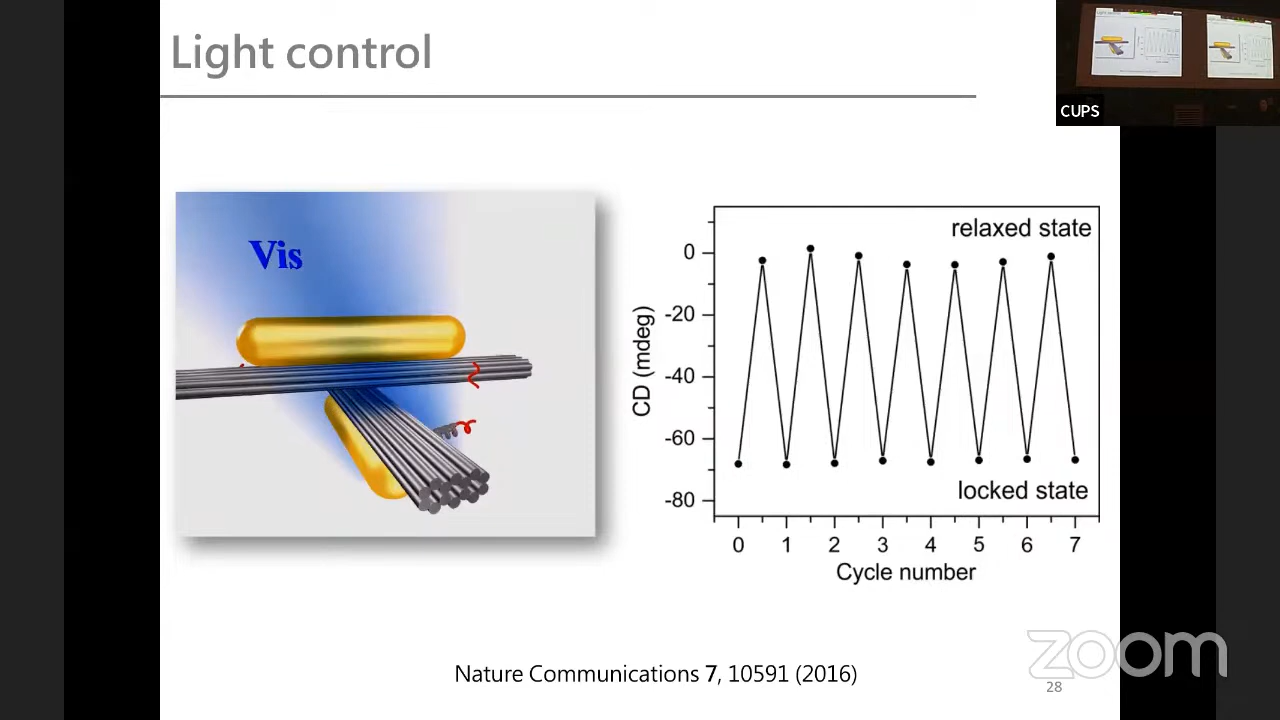 Light control
CUPS
Vis
relaxed state
0
-20
-40
-60
-80
CD (mdeg)
locked state
0 1 2 3 4 5 6 7
Cycle number
Nature Communications 7, 10591 (2016)
zoom
28